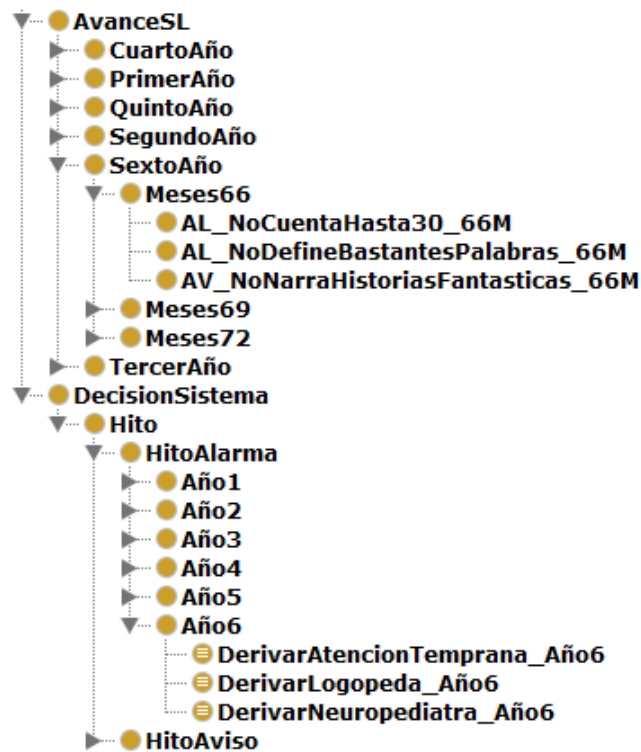 AvanceSL
CuartoAño
PrimerAño
QuintoAño
SegundoAño
SextoAño
Meses66
AL_NoCuentaHasta30_66M
AL_NoDefineBastantesPalabras_66M
AV_NoNarraHistoriasFantasticas_66M
Meses69
Meses72
TercerAño
DecisionSistema
Hito
HitoAlarma
Año1
Año2
Año3
Año4
Año5
Año6
DerivarAtencionTemprana_Año6
DerivarLogopeda_Año6
DerivarNeuropediatra_Año6
HitoAviso